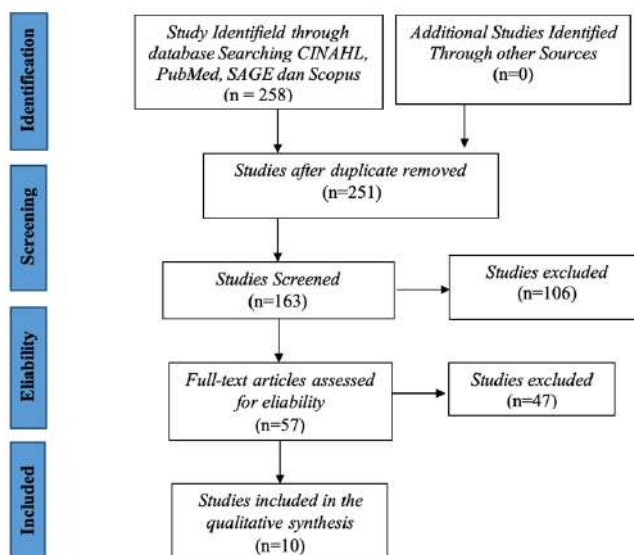 Identification
Study Identifield through
database Searching CINAHL,
PubMed, SAGE dan Scopus
(n = 258)
Additional Studies Identified
Through other Sources
(n=0)
Studies after duplicate removed
(n=251)
Screening
Studies Screened
(n=163)
Studies excluded
(n=106)
Eliability
Full-text articles assessed
for eliability
(n=57)
Studies excluded
(n=47)
Included
Studies included in the
qualitative synthesis
(n=10)